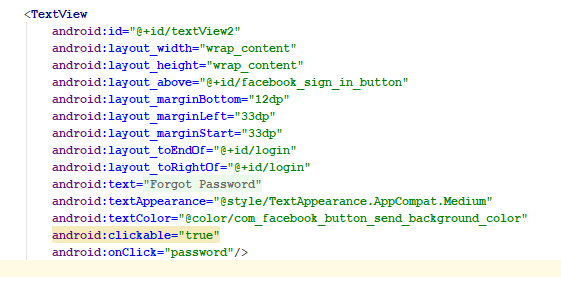 <TextView
android:id="@+id/textView2"
android:layout_width="wrap_content"
android:layout_height="wrap_content"
android:layout_above="@+id/facebook_sign_in_button"
android:layout_marginBottom="12dp"
android:layout_marginLeft="33dp"
android:layout_marginStart="33dp"
android:layout_toEndOf="@+id/login"
android:layout_toRightOf="@+id/login"
android:text="Forgot Password"
android:textAppearance="@style/TextAppearance.AppCompat.Medium"
android:textColor="@color/com_facebook_button_send_background_color"
android:clickable="true"
android:onClick="password"/>